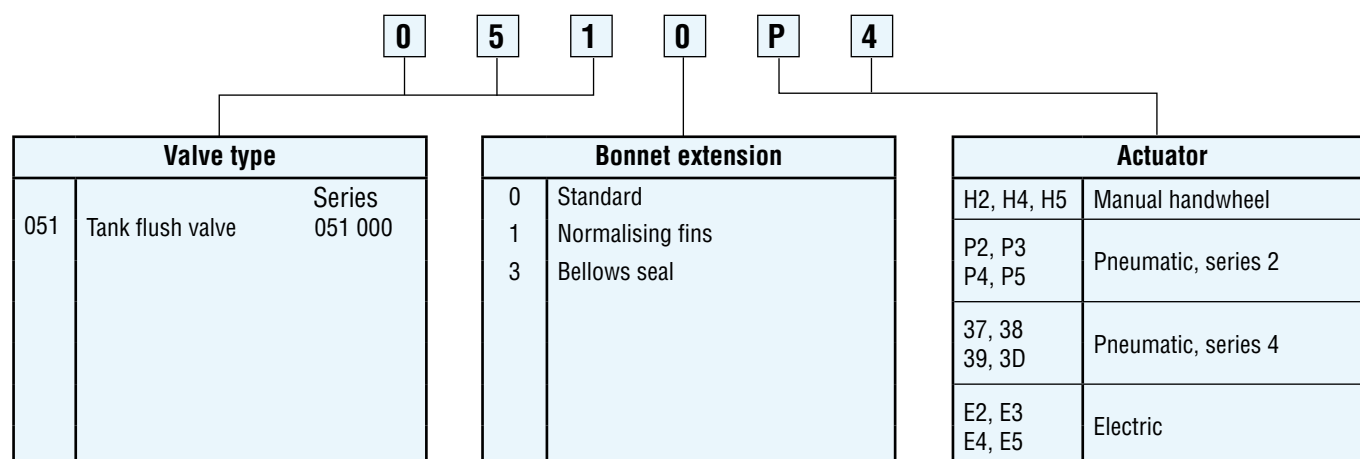 0 5 1 0 P 4
Valve type
Series
051 Tank flush valve 051 000
Bonnet extension
0 Standard
1 Normalising fins
3 Bellows seal
Actuator
H2, H4, H5 Manual handwheel
P2, P3
P4, P5
Pneumatic, series 2
37, 38
39, 3D
Pneumatic, series 4
E2, E3
E4, E5
Electric